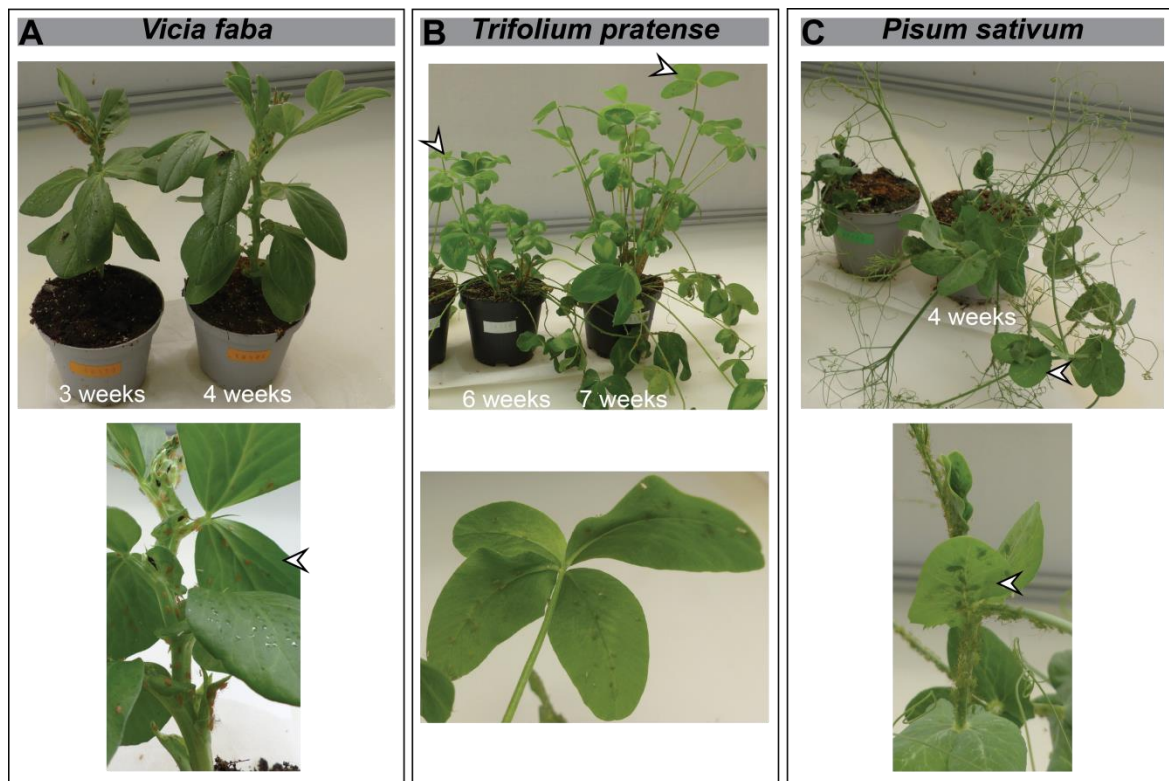 A Vicia faba
3 weeks 4 weeks
B Trifolium pratense
6 weeks 7 weeks
C Pisum sativum
4 weeks